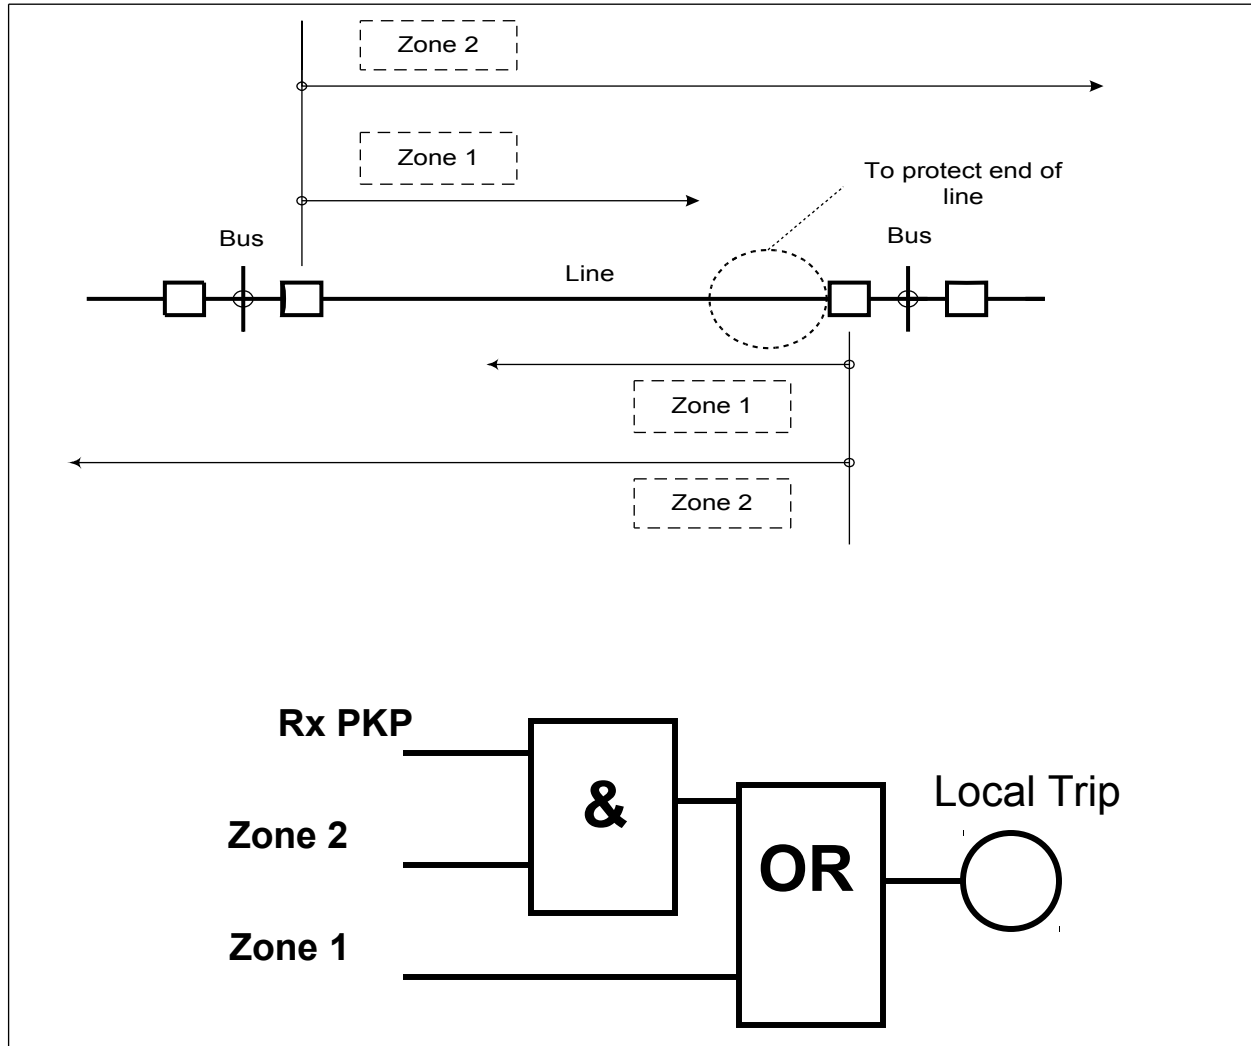 Zone 2
Zone 1
To protect end of
line
Bus
Bus
Line
Zone 1
Zone 2
Rx PKP
&
Zone 2
OR
Zone 1
Local Trip